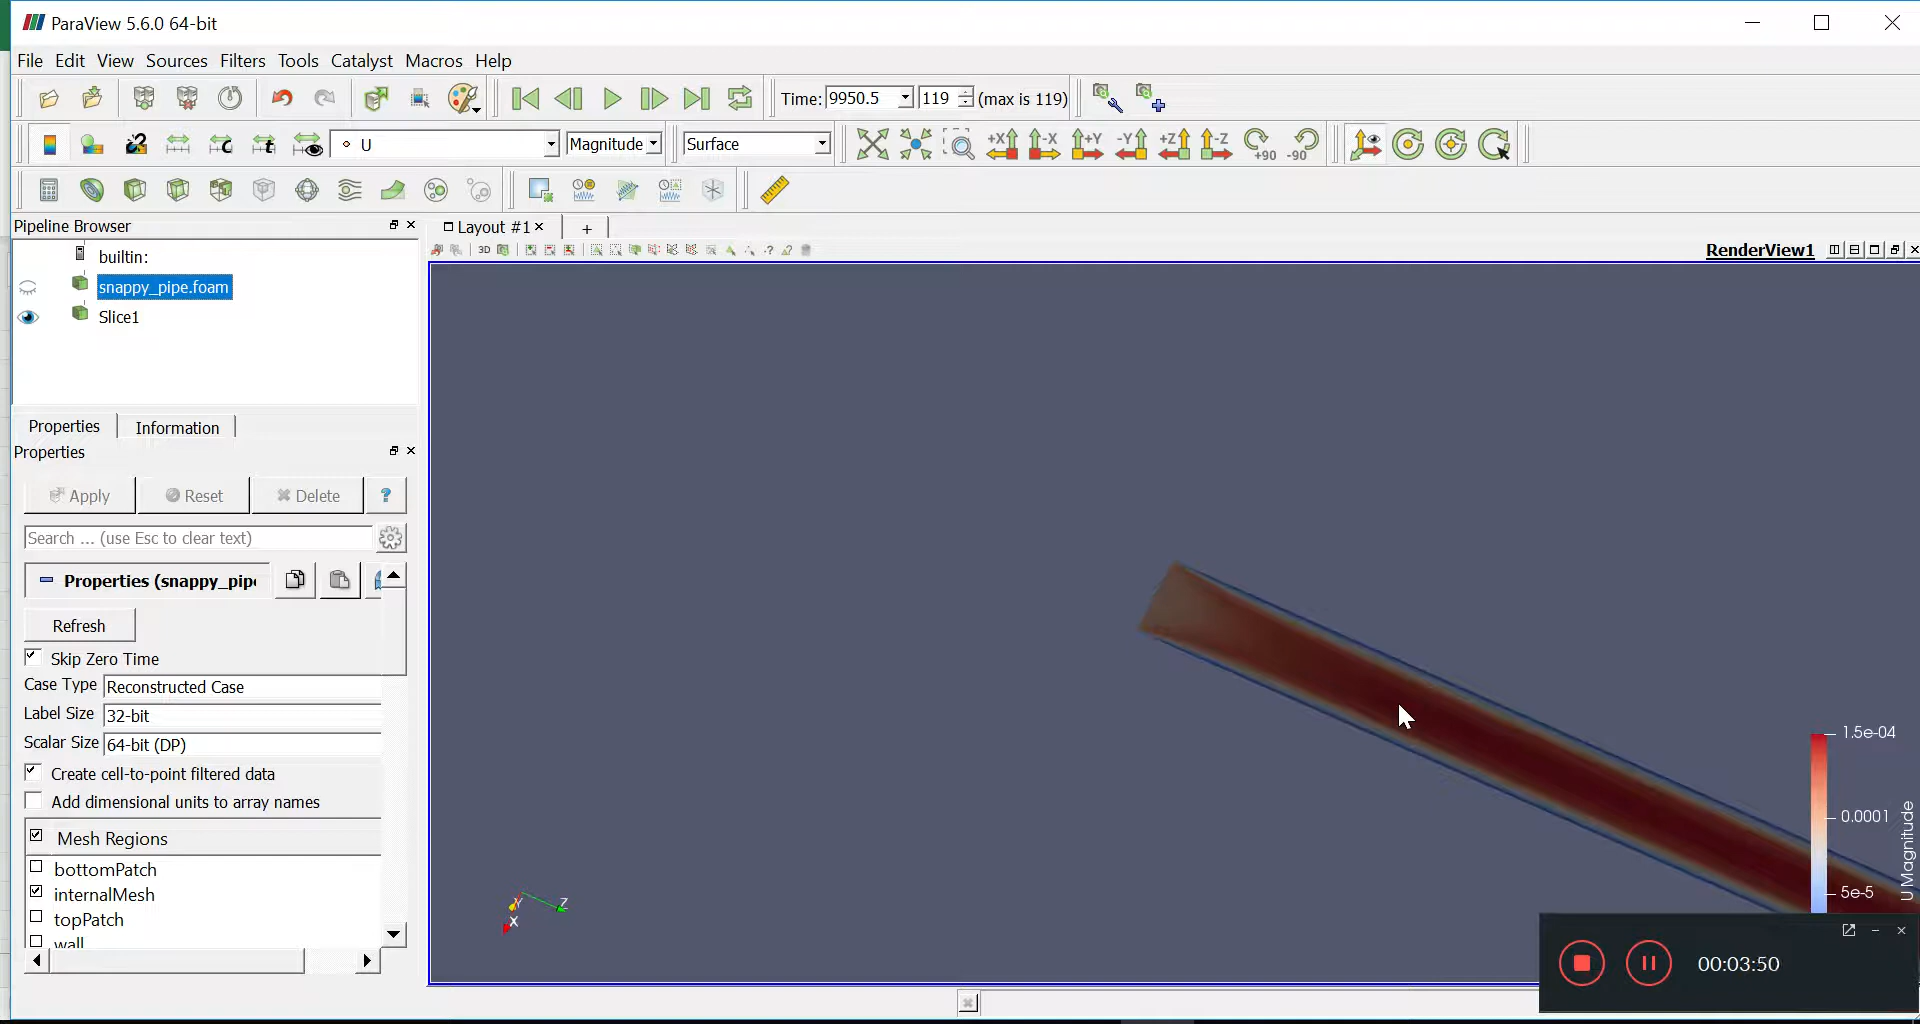 ParaView 5.6.0 64-bit
File Edit View Sources Filters Tools Catalyst Macros Help
Time: 9950.5 119 (max is 119)
U Magnitude Surface +X -X +Y -Y +Z -Z +90 -90
Pipeline Browser
Layout #1 +
builtin:
3D
RenderView1
snappy_pipe.foam
Slice1
Properties Information
Properties
Apply Reset Delete ?
Search ... (use Esc to clear text)
Properties (snappy_pip
Refresh
Skip Zero Time
Case Type Reconstructed Case
Label Size 32-bit
Scalar Size 64-bit (DP)
Create cell-to-point filtered data
Add dimensional units to array names
Mesh Regions
bottomPatch
internalMesh
topPatch
wall
Y Z
X
1.5e-04
0.0001
5e-5
U Magnitude
00:03:50